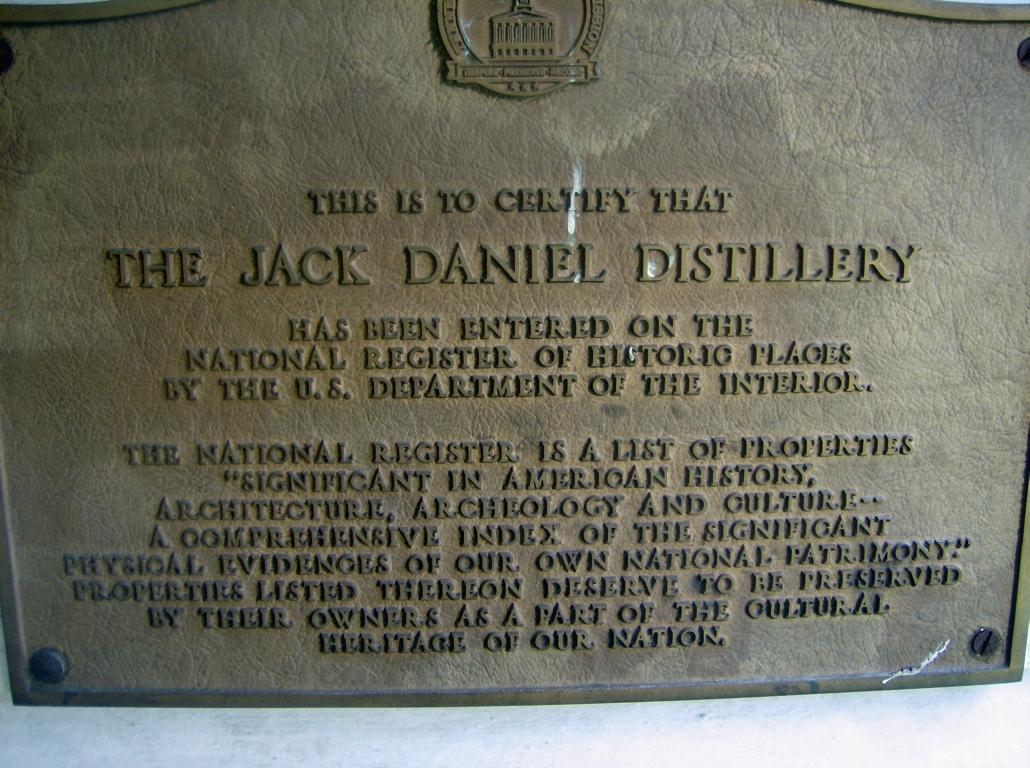 THIS IS TO CERTIFY THAT
THE JACK DANIEL DISTILLERY
HAS BEEN ENTERED ON THE
NATIONAL REGISTER OF HISTORIC PLACES
BY THE U.S. DEPARTMENT OF THE INTERIOR.
THE NATIONAL REGISTER IS A LIST OF PROPERTIES
"SIGNIFICANT IN AMERICAN HISTORY,
ARCHITECTURE, ARCHEOLOGY AND CULTURE--
A COMPREHENSIVE INDEX OF THE SIGNIFICANT
PHYSICAL EVIDENCES OF OUR OWN NATIONAL PATRIMONY."
PROPERTIES LISTED THEREON DESERVE TO BE PRESERVED
BY THEIR OWNERS AS A PART OF THE CULTURAL
HERITAGE OF OUR NATION.